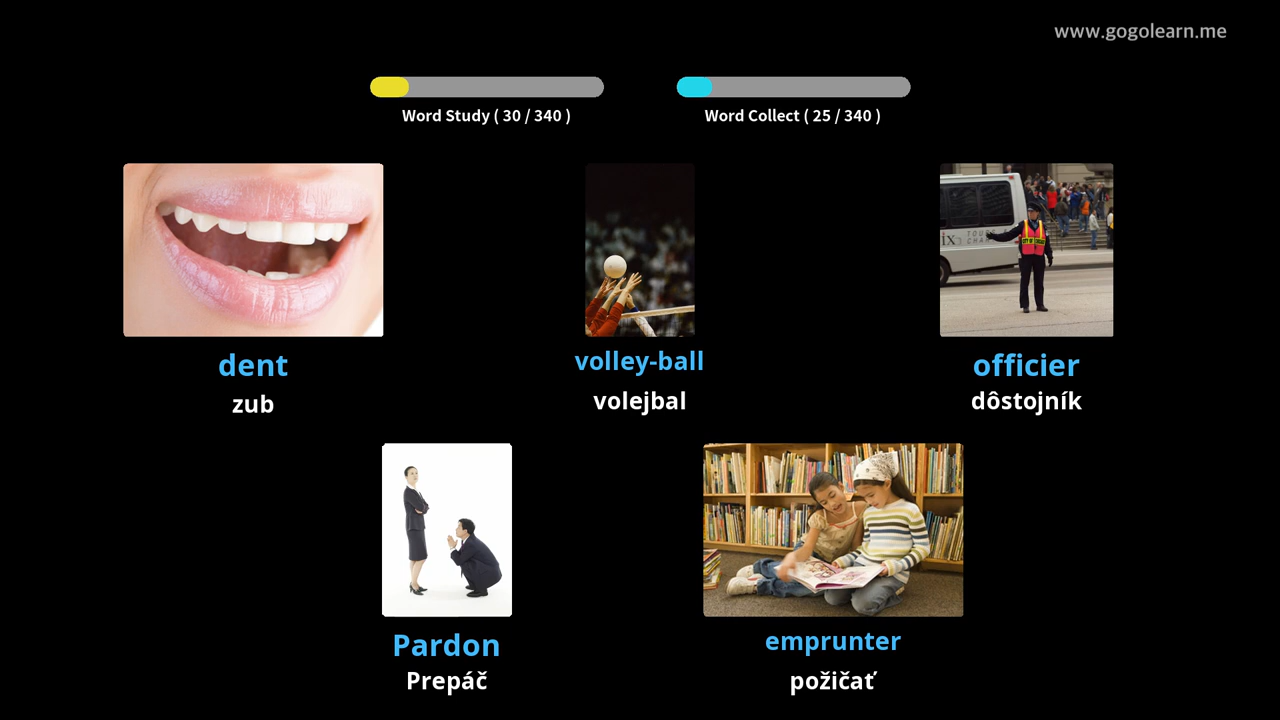 www.gogolearn.me
Word Study ( 30 / 340 )
Word Collect ( 25 / 340 )
dent
zub
volley-ball
volejbal
officier
dôstojník
Pardon
Prepáč
emprunter
požičať